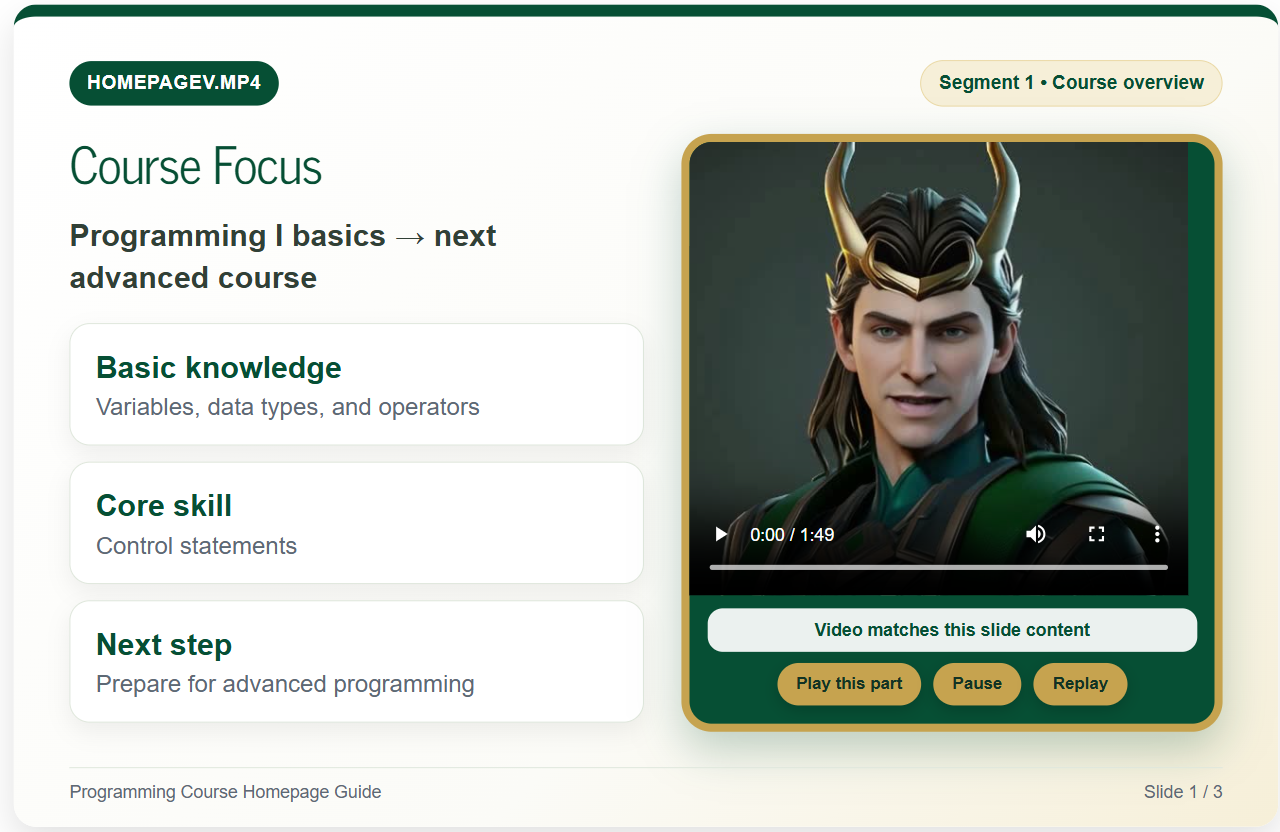 HOMEPAGEV.MP4
Segment 1 • Course overview
Course Focus
Programming I basics → next
advanced course
Basic knowledge
Variables, data types, and operators
Core skill
Control statements
Next step
Prepare for advanced programming
0:00 / 1:49
Video matches this slide content
Play this part
Pause
Replay
Programming Course Homepage Guide
Slide 1 / 3